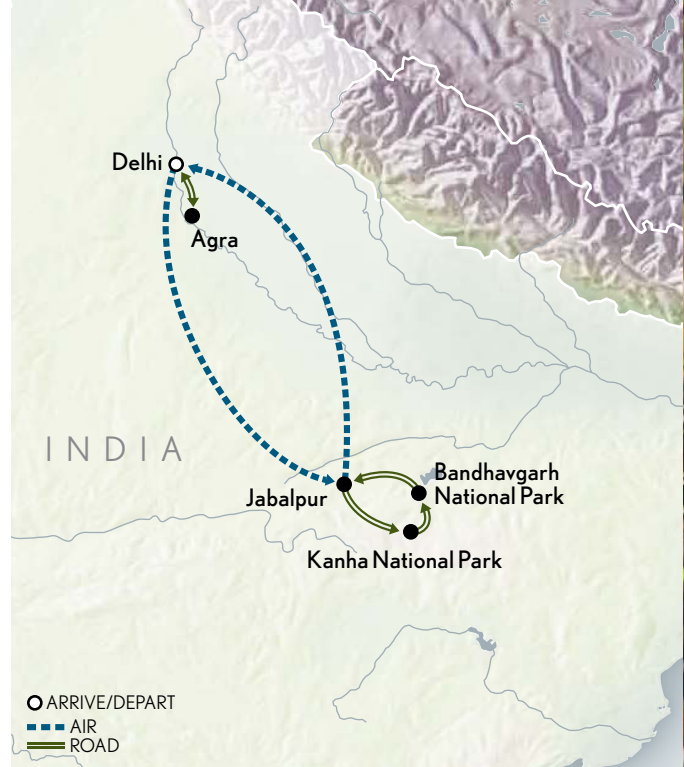 Delhi
Agra
INDIA
Jabalpur
Bandhavgarh
National Park
Kanha National Park
ARRIVE/DEPART
AIR
ROAD